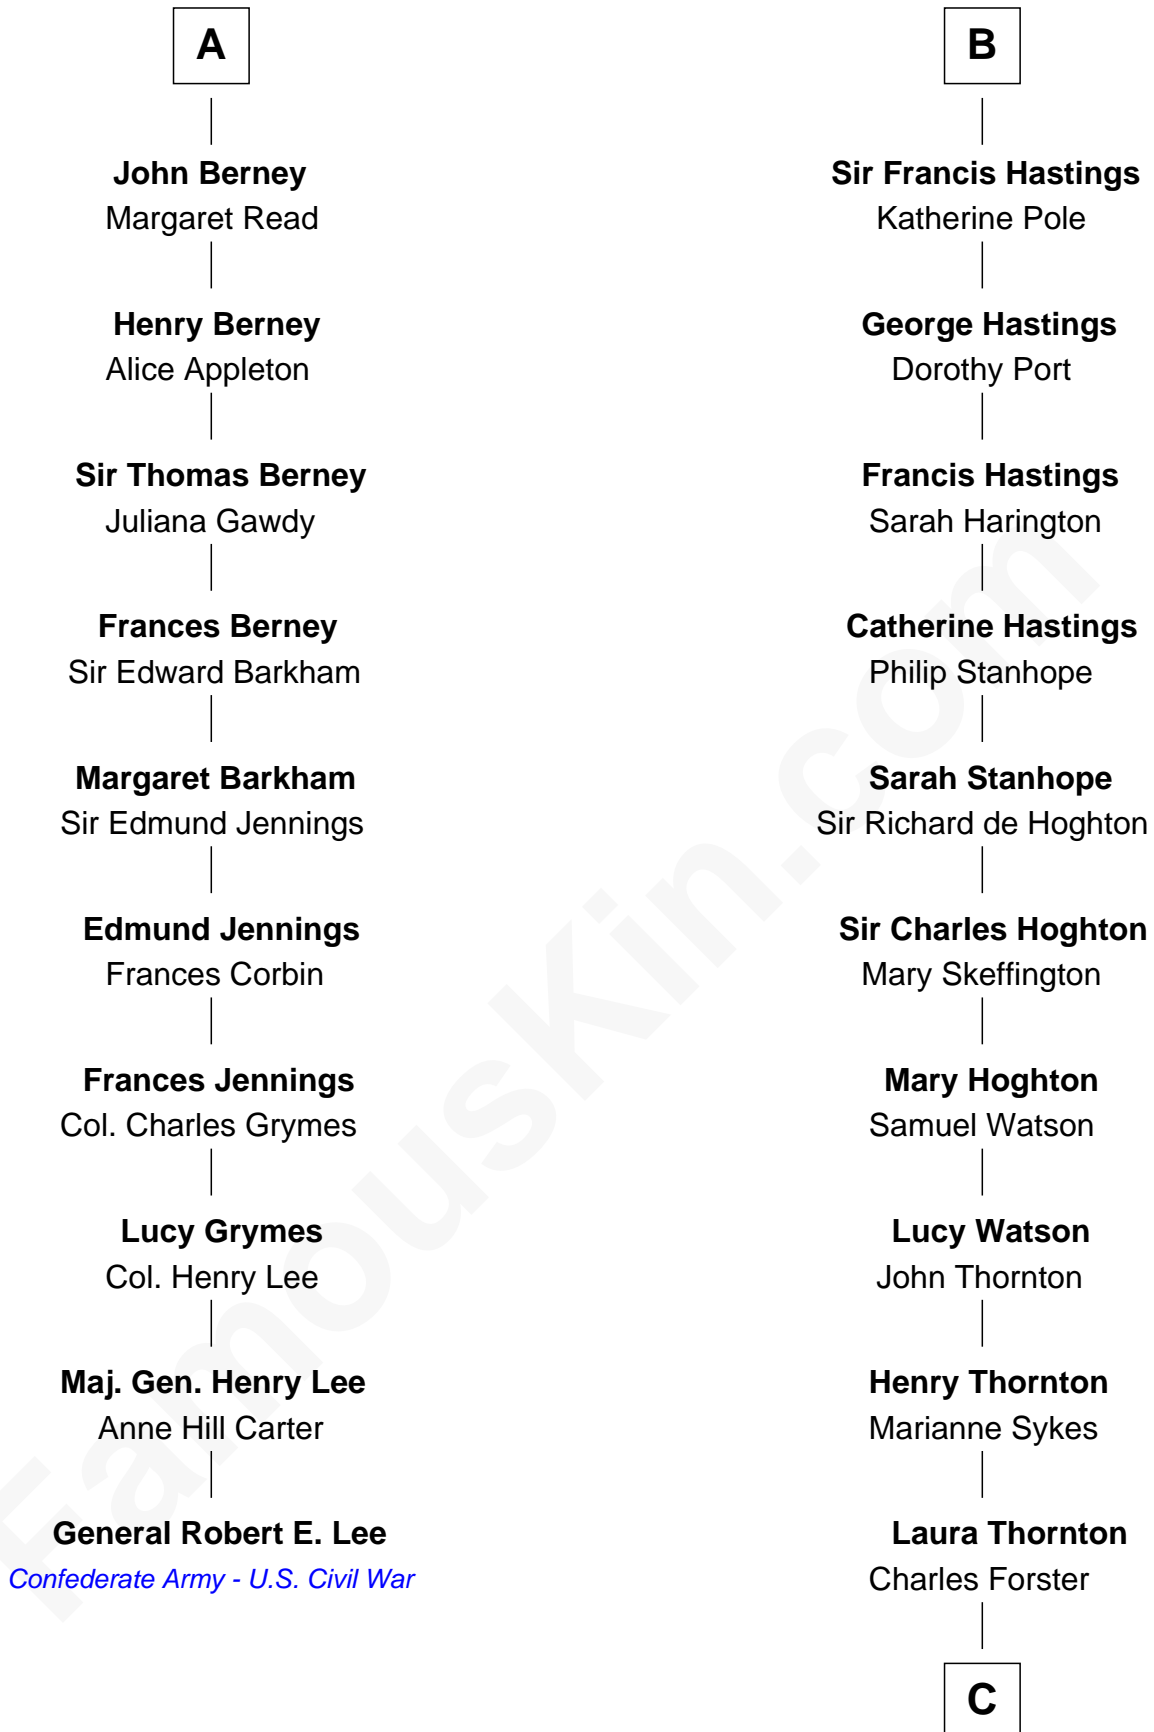 A
John Berney
Margaret Read
Henry Berney
Alice Appleton
Sir Thomas Berney
Juliana Gawdy
Frances Berney
Sir Edward Barkham
Margaret Barkham
Sir Edmund Jennings
Edmund Jennings
Frances Corbin
Frances Jennings
Col. Charles Grymes
Lucy Grymes
Col. Henry Lee
Maj. Gen. Henry Lee
Anne Hill Carter
General Robert E. Lee
Confederate Army - U.S. Civil War
B
Sir Francis Hastings
Katherine Pole
George Hastings
Dorothy Port
Francis Hastings
Sarah Harington
Catherine Hastings
Philip Stanhope
Sarah Stanhope
Sir Richard de Hoghton
Sir Charles Hoghton
Mary Skeffington
Mary Hoghton
Samuel Watson
Lucy Watson
John Thornton
Henry Thornton
Marianne Sykes
Laura Thornton
Charles Forster
C
FamousKin.com